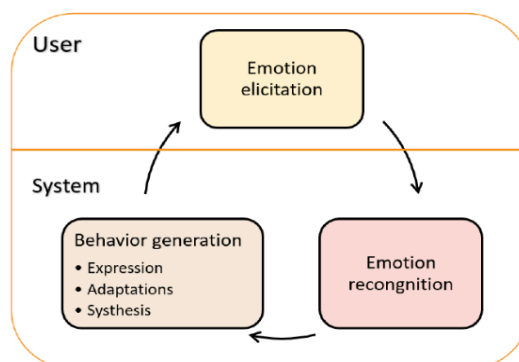 User
Emotion
elicitation
System
Behavior generation
• Expression
• Adaptations
• Systhesis
Emotion
recongnition